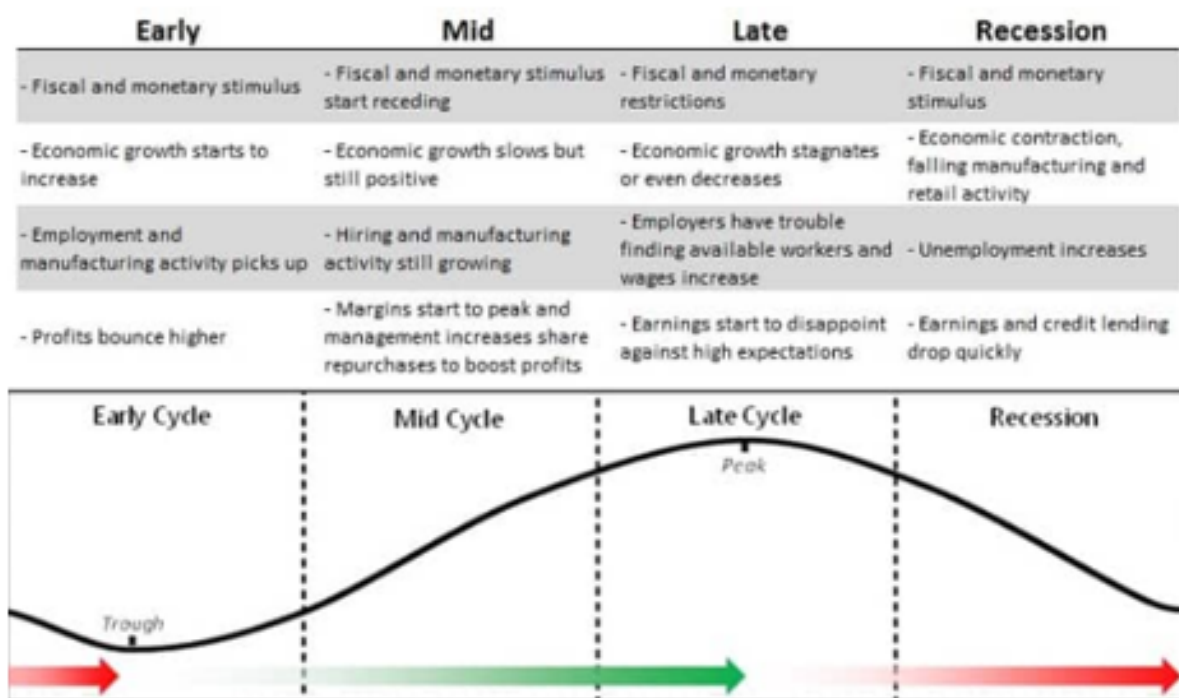 Early Mid Late Recession
- Fiscal and monetary stimulus
- Fiscal and monetary stimulus
start receding
- Fiscal and monetary
restrictions
- Fiscal and monetary
stimulus
- Economic growth starts to
increase
- Economic growth slows but
still positive
- Economic growth stagnates
or even decreases
- Economic contraction,
falling manufacturing and
retail activity
- Employment and
manufacturing activity picks up
- Hiring and manufacturing
activity still growing
- Employers have trouble
finding available workers and
wages increase
- Unemployment increases
- Profits bounce higher
- Margins start to peak and
management increases share
repurchases to boost profits
- Earnings start to disappoint
against high expectations
- Earnings and credit lending
drop quickly
Early Cycle Mid Cycle Late Cycle Recession
Peak
Trough